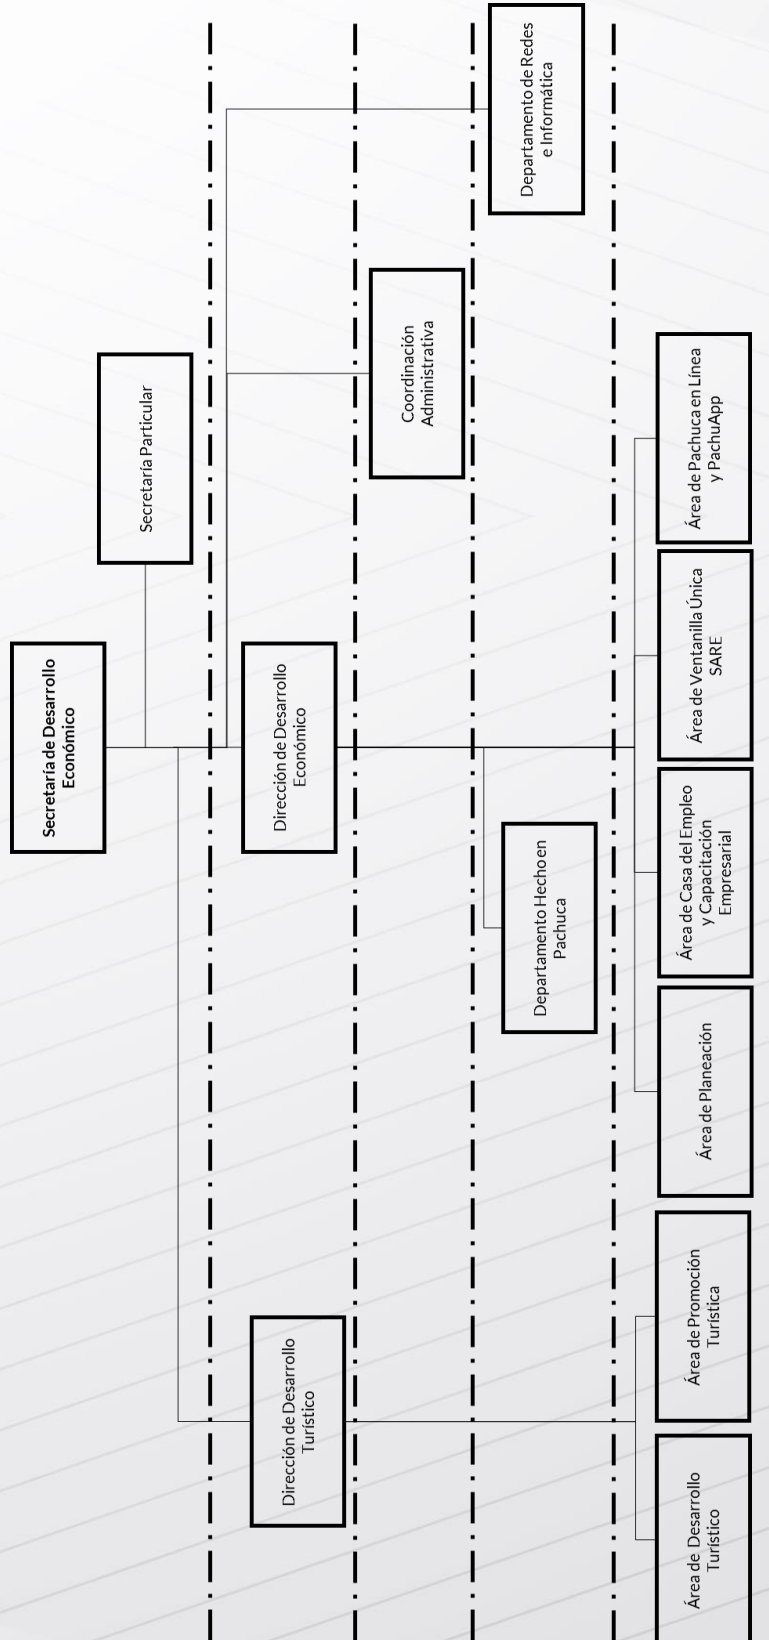 Secretaría de Desarrollo
Económico
Secretaría Particular
Dirección de Desarrollo
Turístico
Dirección de Desarrollo
Económico
Coordinación
Administrativa
Departamento Hecho en
Pachuca
Departamento de Redes
e Informática
Área de Desarrollo
Turístico
Área de Promoción
Turística
Área de Planeación
Área de Casa del Empleo
y Capacitación
Empresarial
Área de Ventanilla Única
SARE
Área de Pachuca en Línea
y PachuApp